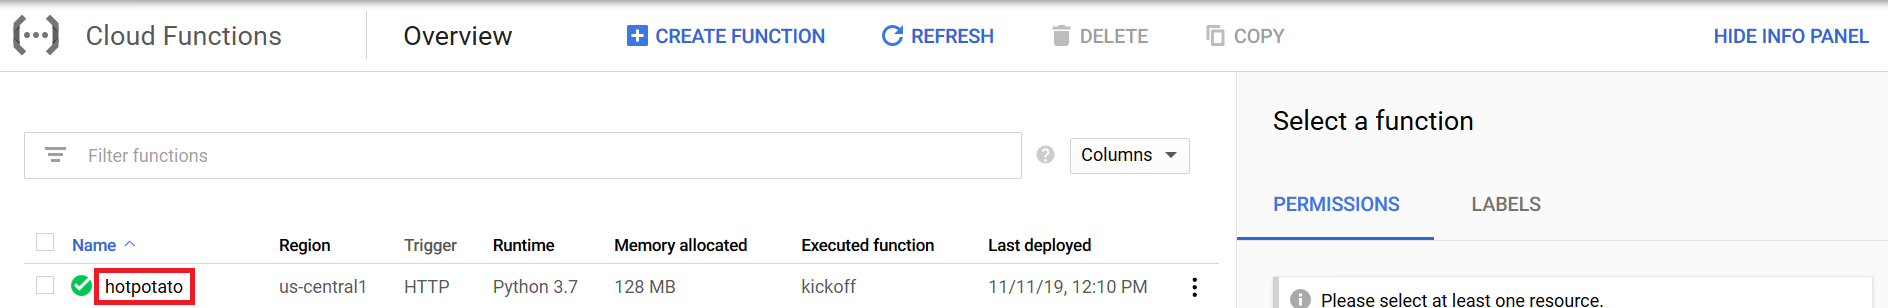 Cloud Functions Overview CREATE FUNCTION REFRESH DELETE COPY HIDE INFO PANEL
Select a function
Filter functions Columns
PERMISSIONS LABELS
Name Region Trigger Runtime Memory allocated Executed function Last deployed
hotpotato us-central1 HTTP Python 3.7 128 MB kickoff 11/11/19, 12:10 PM
Please select at least one resource.